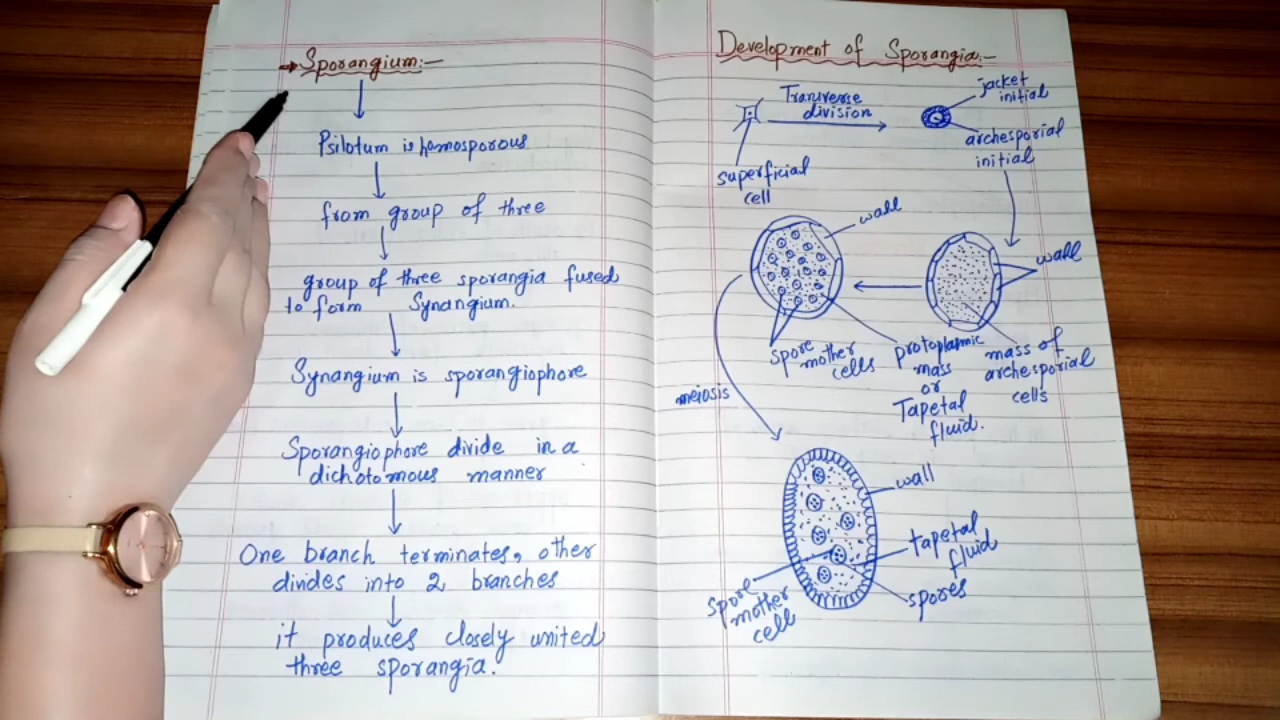 → Sporangium:-
Psilotum is homosporous
from group of three
group of three sporangia fused
to form Synangium.
Synangium is sporangiophore
Sporangiophore divide in a
dichotomous manner
One branch terminates, other
divides into 2 branches
it produces closely united
three sporangia.
Development of Sporangia:-
Tranverse
division
jacket
initial
archesporial
initial
superficial
cell
wall
wall
spore
mother
cells
protoplasmic
mass
or
Tapetal
fluid.
mass of
archesporial
cells
meiosis
wall
tapetal
fluid
spores
spore
mother
cell